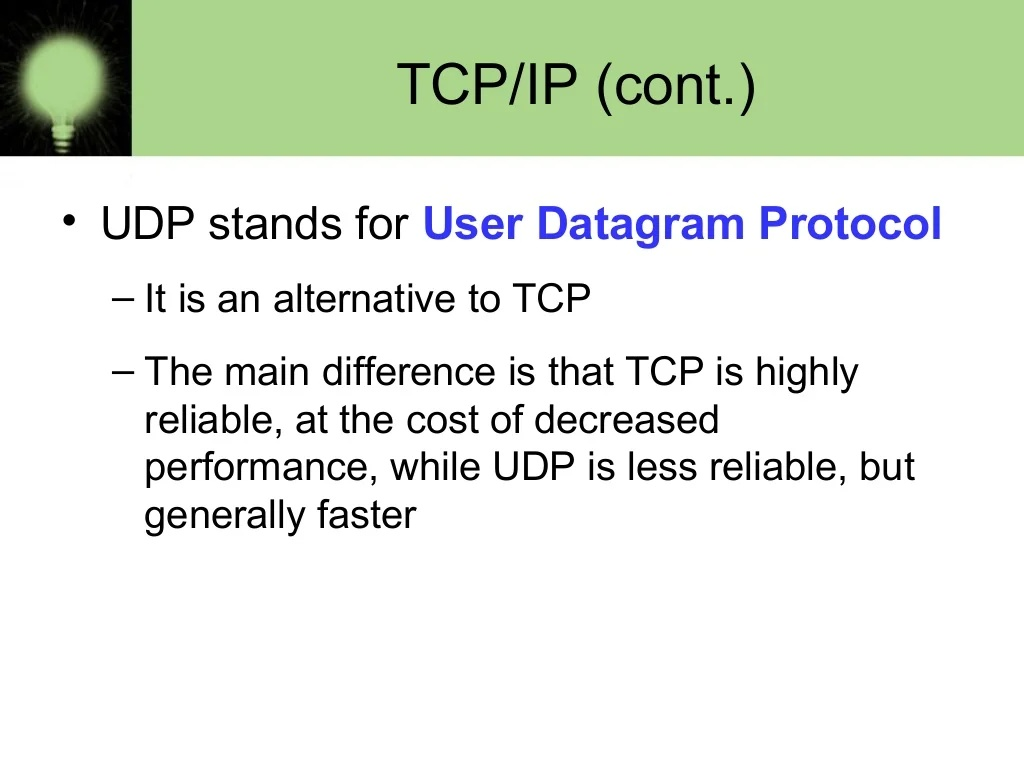 TCP/IP (cont.)
• UDP stands for User Datagram Protocol
– It is an alternative to TCP
– The main difference is that TCP is highly
reliable, at the cost of decreased
performance, while UDP is less reliable, but
generally faster